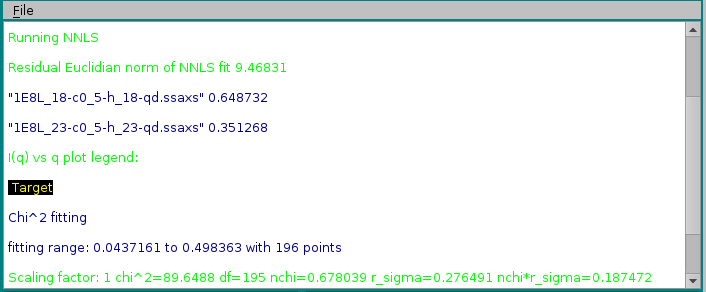 File
Running NNLS
Residual Euclidian norm of NNLS fit 9.46831
"1E8L_18-c0_5-h_18-qd.ssaxs" 0.648732
"1E8L_23-c0_5-h_23-qd.ssaxs" 0.351268
I(q) vs q plot legend:
Target
Chi^2 fitting
fitting range: 0.0437161 to 0.498363 with 196 points
Scaling factor: 1 chi^2=89.6488 df=195 nchi=0.678039 r_sigma=0.276491 nchi*r_sigma=0.187472